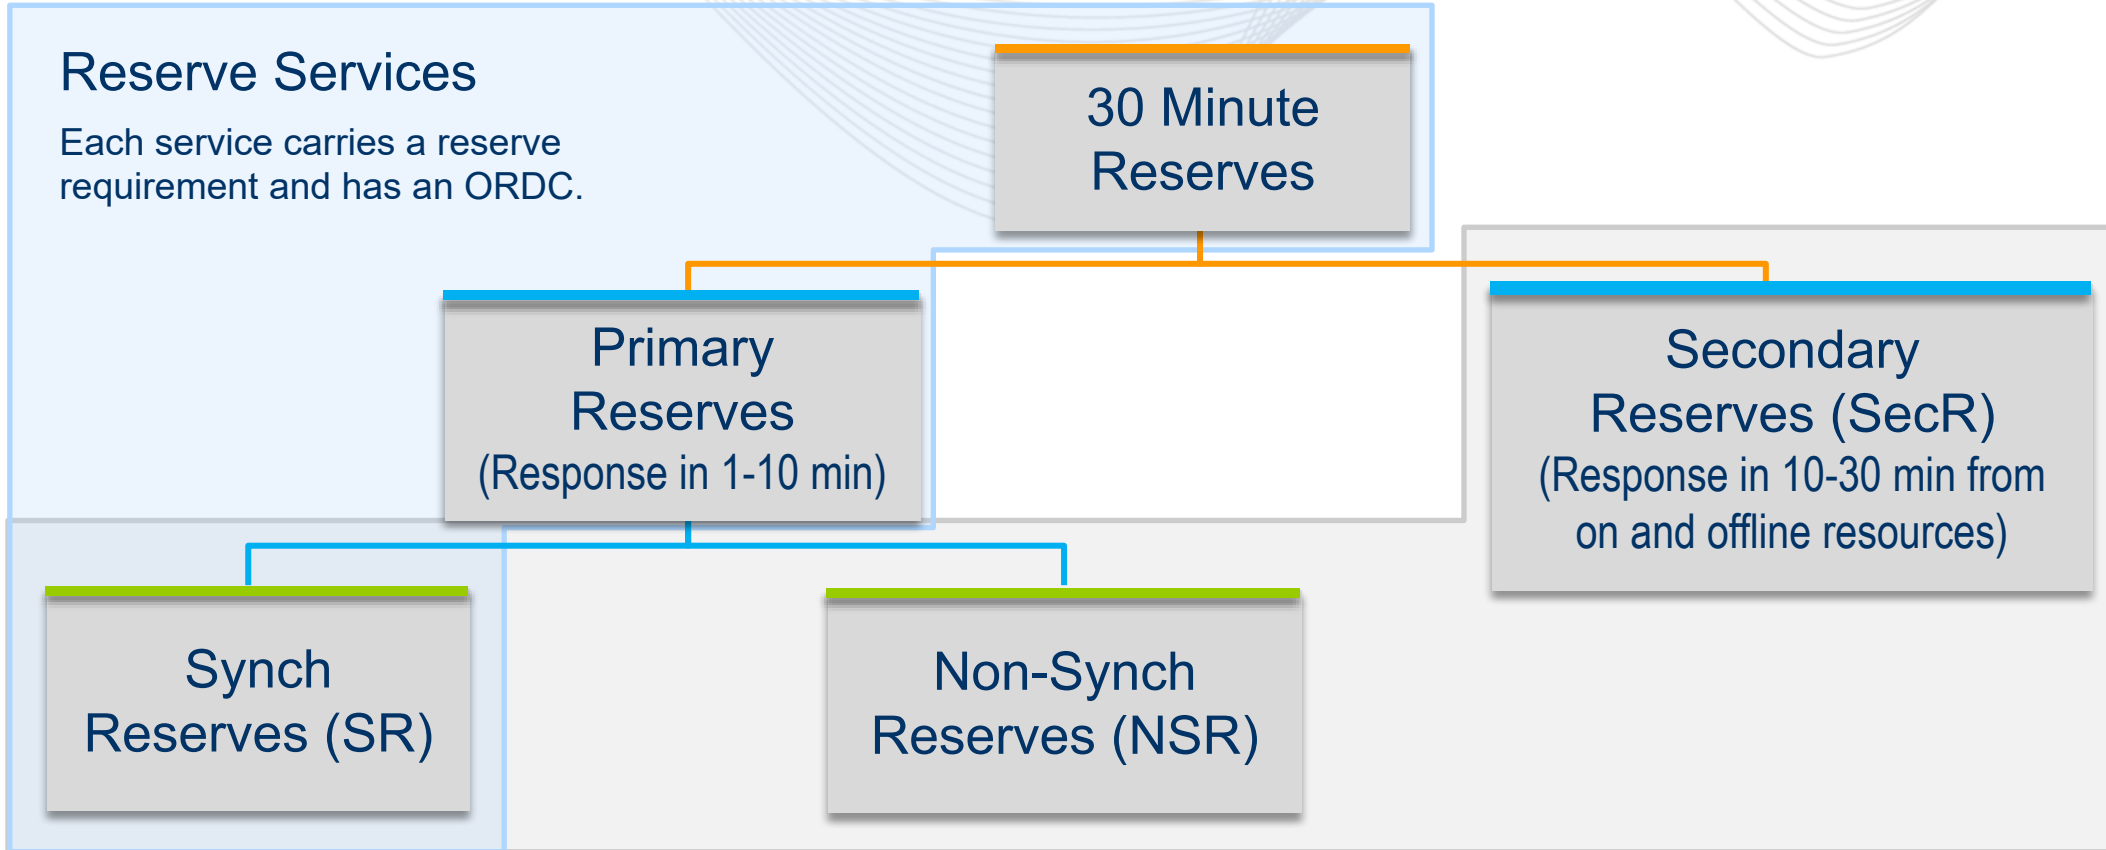 Reserve Services
Each service carries a reserve
requirement and has an ORDC.
30 Minute
Reserves
Primary
Reserves
(Response in 1-10 min)
Secondary
Reserves (SecR)
(Response in 10-30 min from
on and offline resources)
Synch
Reserves (SR)
Non-Synch
Reserves (NSR)